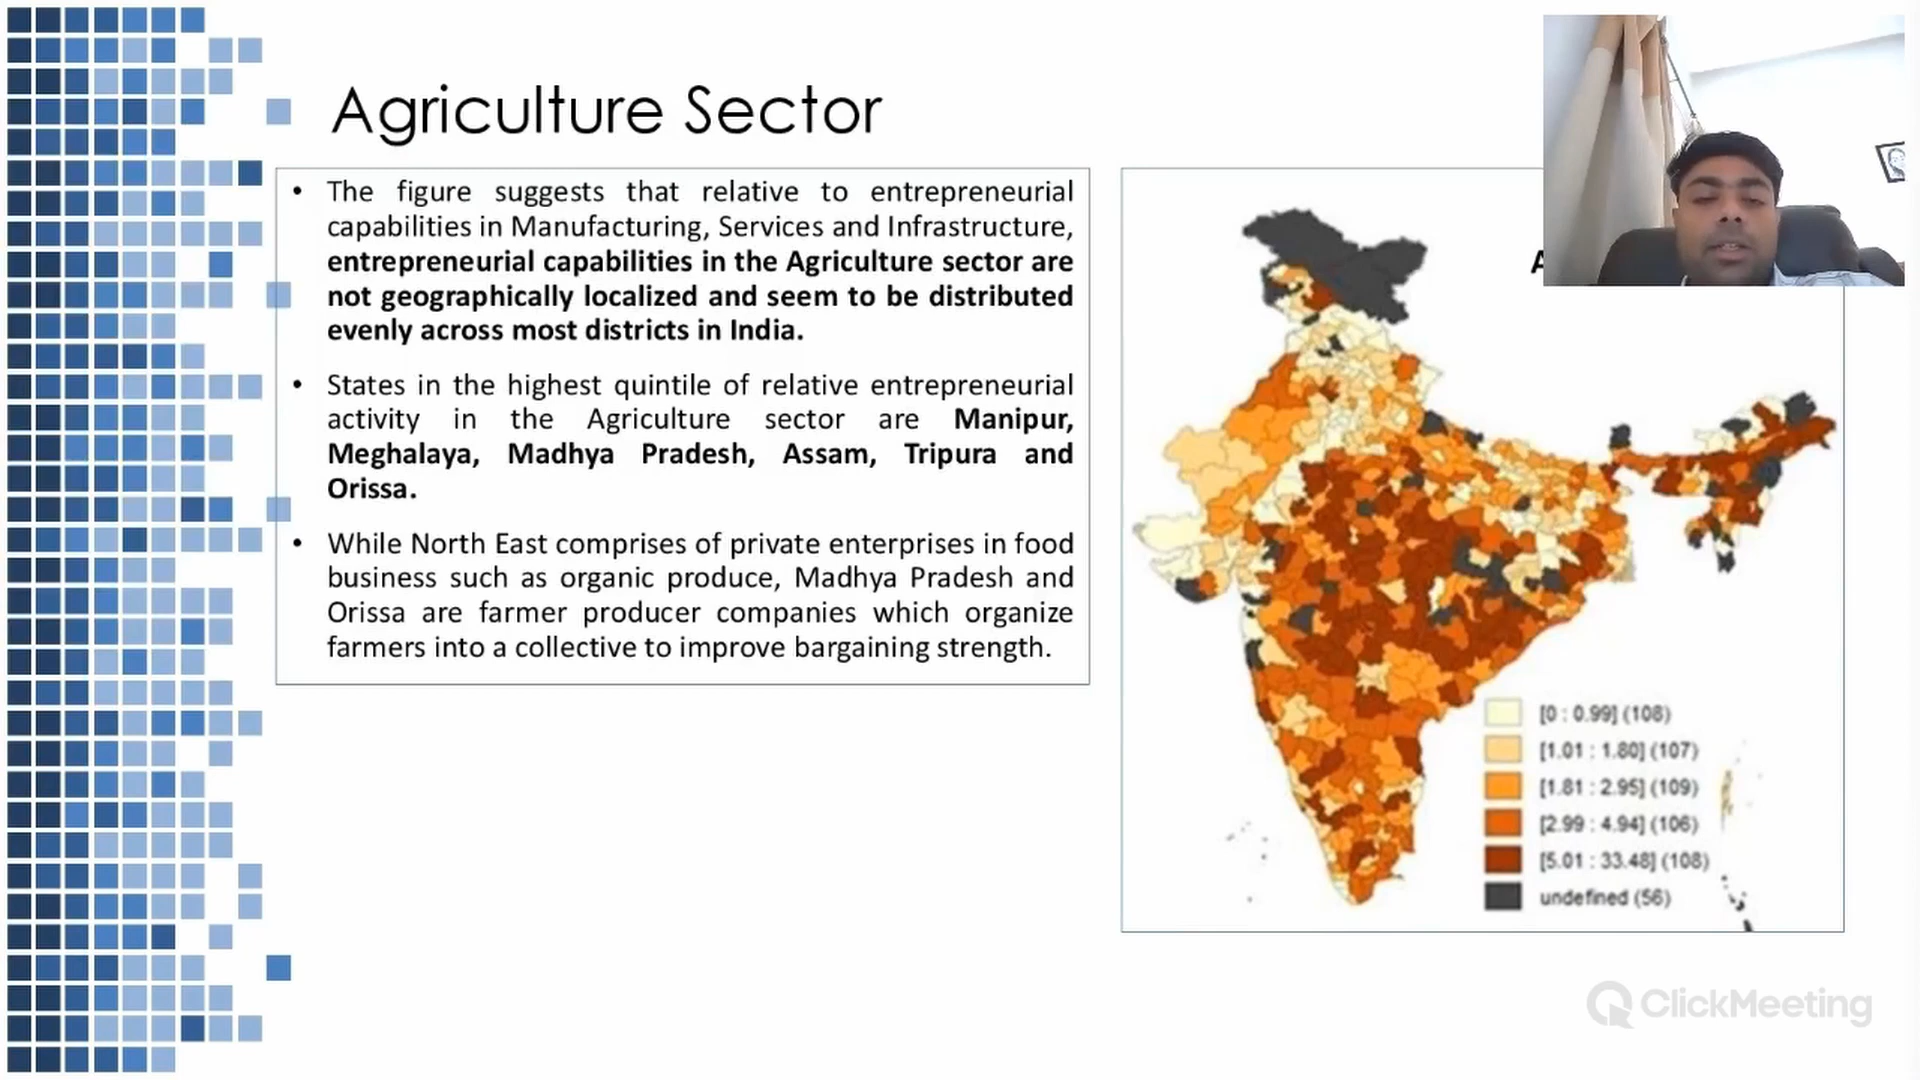 Agriculture Sector
• The figure suggests that relative to entrepreneurial
capabilities in Manufacturing, Services and Infrastructure,
entrepreneurial capabilities in the Agriculture sector are
not geographically localized and seem to be distributed
evenly across most districts in India.
• States in the highest quintile of relative entrepreneurial
activity in the Agriculture sector are Manipur,
Meghalaya, Madhya Pradesh, Assam, Tripura and
Orissa.
• While North East comprises of private enterprises in food
business such as organic produce, Madhya Pradesh and
Orissa are farmer producer companies which organize
farmers into a collective to improve bargaining strength.
[0 : 0.99] (108)
[1.01 : 1.80] (107)
[1.81 : 2.95] (109)
[2.99 : 4.94] (106)
[5.01 : 33.48] (108)
undefined (56)
ClickMeeting